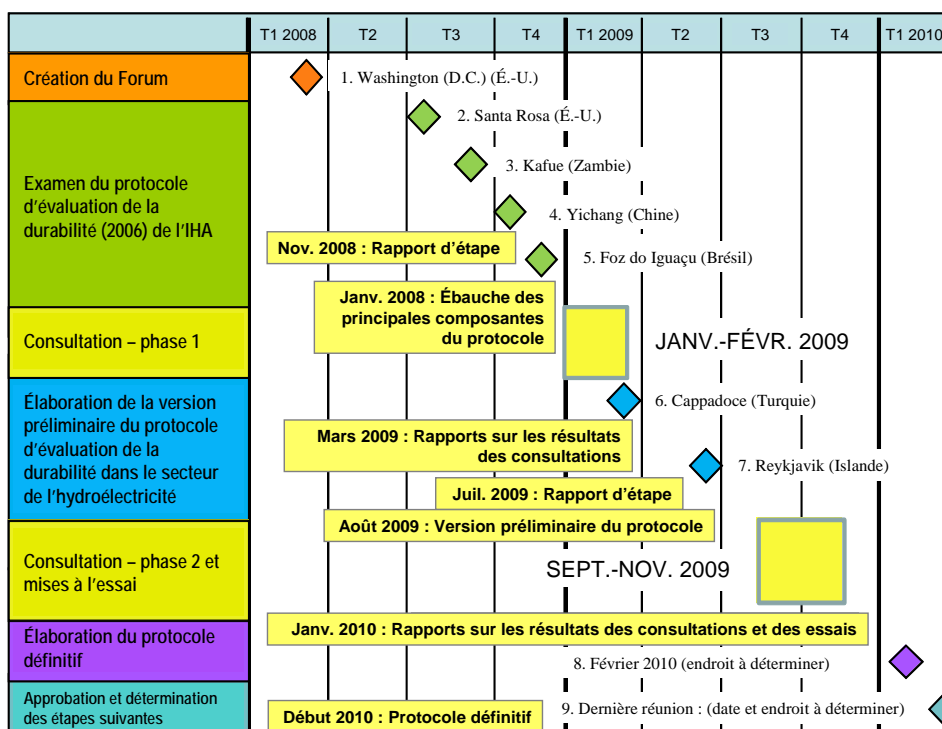 T1 2008 T2 T3 T4 T1 2009 T2 T3 T4 T1 2010
Création du Forum
1. Washington (D.C.) (É.-U.)
Examen du protocole
d'évaluation de la
durabilité (2006) de l'IHA
2. Santa Rosa (É.-U.)
3. Kafue (Zambie)
4. Yichang (Chine)
Nov. 2008 : Rapport d'étape
5. Foz do Iguaçu (Brésil)
Janv. 2008 : Ébauche des
principales composantes
du protocole
Consultation – phase 1
JANV.-FÉVR. 2009
Élaboration de la version
préliminaire du protocole
d'évaluation de la
durabilité dans le secteur
de l'hydroélectricité
6. Cappadoce (Turquie)
Mars 2009 : Rapports sur les résultats
des consultations
7. Reykjavik (Islande)
Juil. 2009 : Rapport d'étape
Août 2009 : Version préliminaire du protocole
Consultation – phase 2 et
mises à l'essai
SEPT.-NOV. 2009
Janv. 2010 : Rapports sur les résultats des consultations et des essais
Élaboration du protocole
définitif
8. Février 2010 (endroit à déterminer)
Approbation et détermination
des étapes suivantes
Début 2010 : Protocole définitif
9. Dernière réunion : (date et endroit à déterminer)